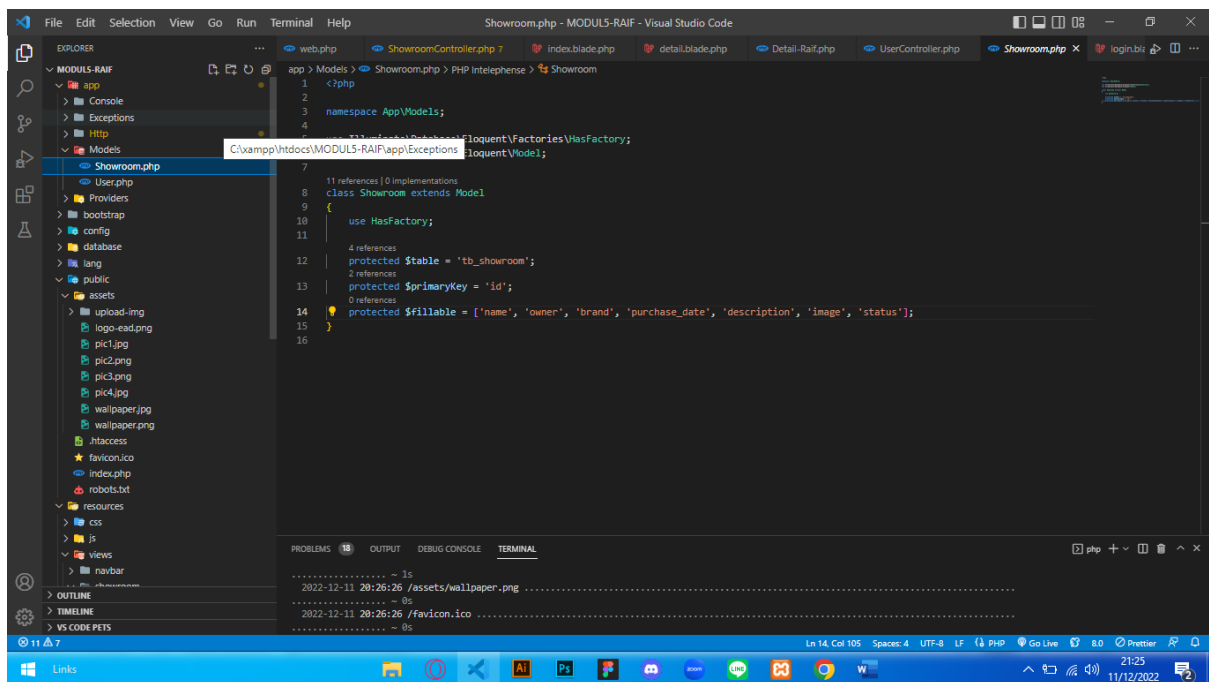 File Edit Selection View Go Run Terminal Help
Showroom.php - MODUL5-RAIF - Visual Studio Code
EXPLORER
MODUL5-RAIF
app
Console
Exceptions
Http
Models
Showroom.php
User.php
Providers
bootstrap
config
database
lang
public
assets
upload-img
logo-ead.png
pic1.jpg
pic2.png
pic3.png
pic4.jpg
wallpaper.jpg
wallpaper.png
.htaccess
favicon.ico
index.php
robots.txt
resources
css
js
views
navbar
OUTLINE
TIMELINE
VS CODE PETS
C:\xampp\htdocs\MODUL5-RAIF\app\Exceptions
web.php ShowroomController.php 7 index.blade.php detail.blade.php Detail-Raif.php UserController.php Showroom.php login.bla
app > Models > Showroom.php > PHP Intelephense > Showroom
1 <?php
2
3 namespace App\Models;
4
Eloquent\Factories\HasFactory;
Eloquent\Model;
7
11 references | 0 implementations
8 class Showroom extends Model
9 {
10 use HasFactory;
11
4 references
12 protected $table = 'tb_showroom';
2 references
13 protected $primaryKey = 'id';
0 references
14 protected $fillable = ['name', 'owner', 'brand', 'purchase_date', 'description', 'image', 'status'];
15 }
16
PROBLEMS 18 OUTPUT DEBUG CONSOLE TERMINAL
php
.................. ~ 1s
2022-12-11 20:26:26 /assets/wallpaper.png ....................
.................. ~ 0s
2022-12-11 20:26:26 /favicon.ico ....................
.................. ~ 0s
11 7
Ln 14, Col 105 Spaces: 4 UTF-8 LF PHP Go Live 8.0 Prettier
Links
Ai Ps zoom LINE W
21:25
11/12/2022
2